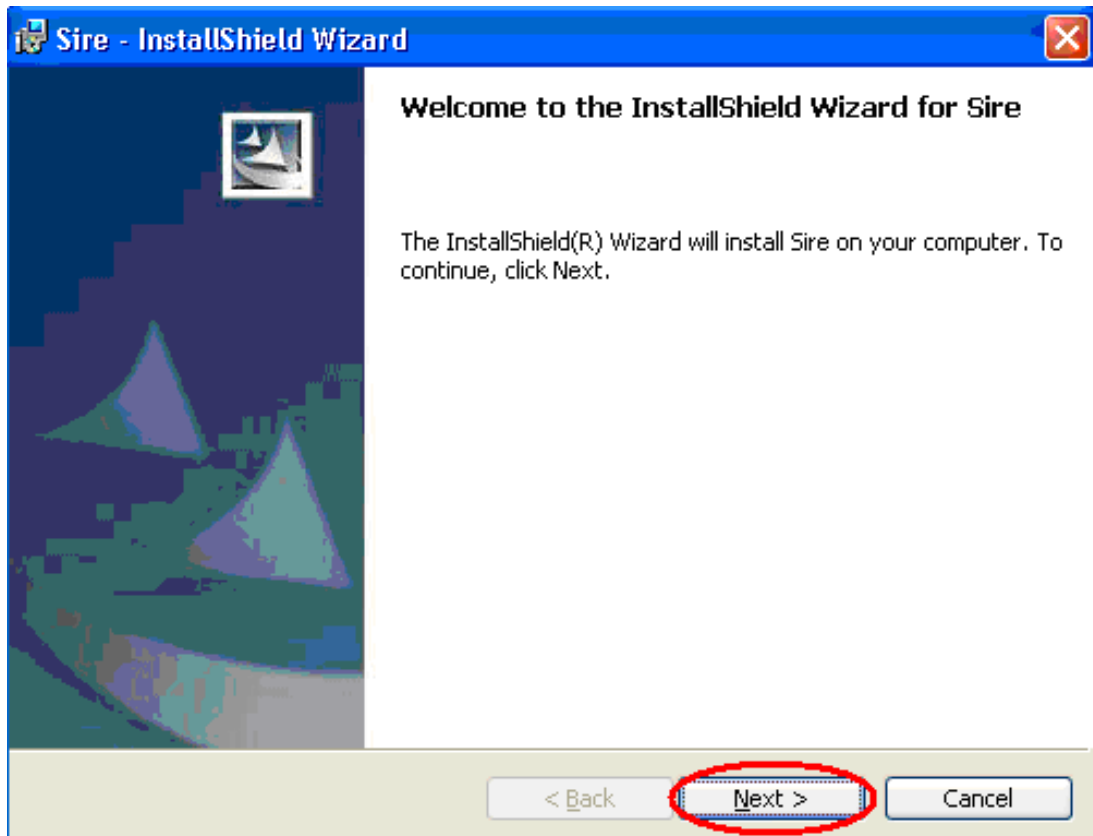 Sire - InstallShield Wizard
Welcome to the InstallShield Wizard for Sire
The InstallShield(R) Wizard will install Sire on your computer. To
continue, click Next.
< Back Next > Cancel